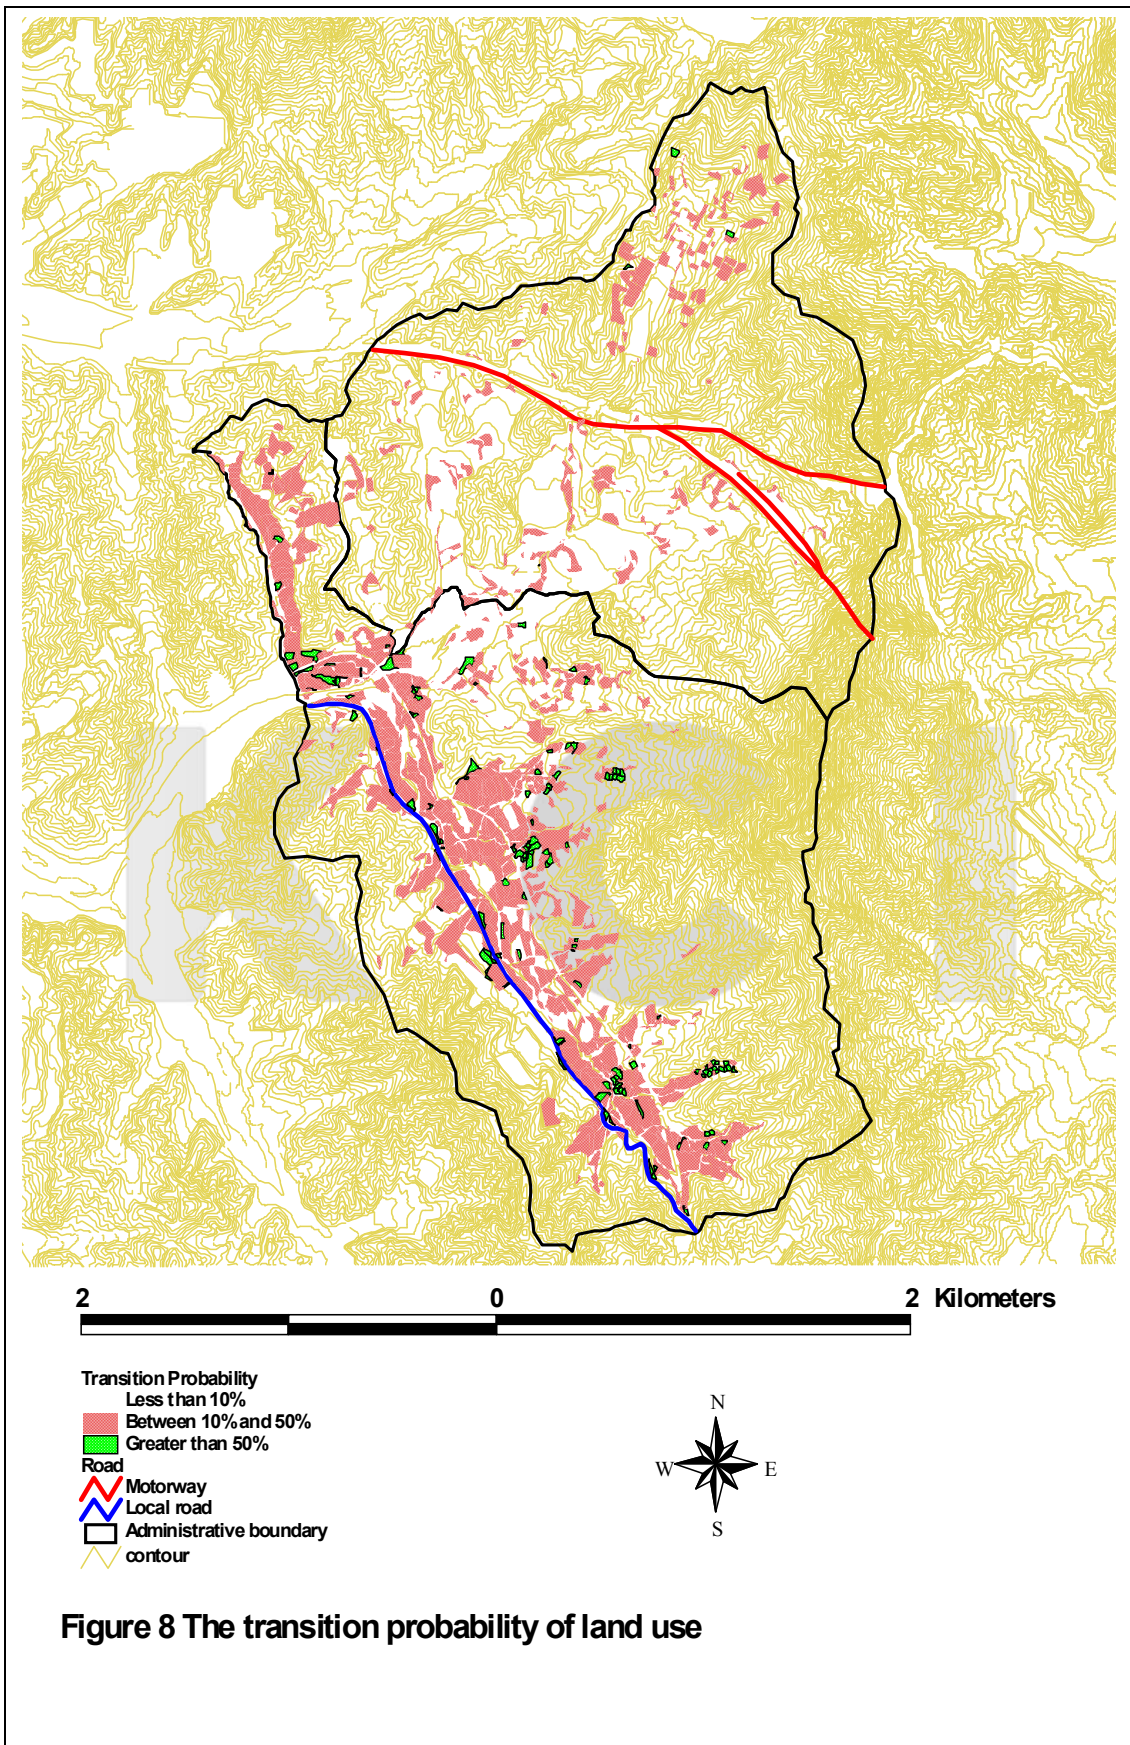 2 0 2 Kilometers
Transition Probability
Less than 10%
Between 10% and 50%
Greater than 50%
Road
Motorway
Local road
Administrative boundary
contour
N
W E
S
Figure 8 The transition probability of land use